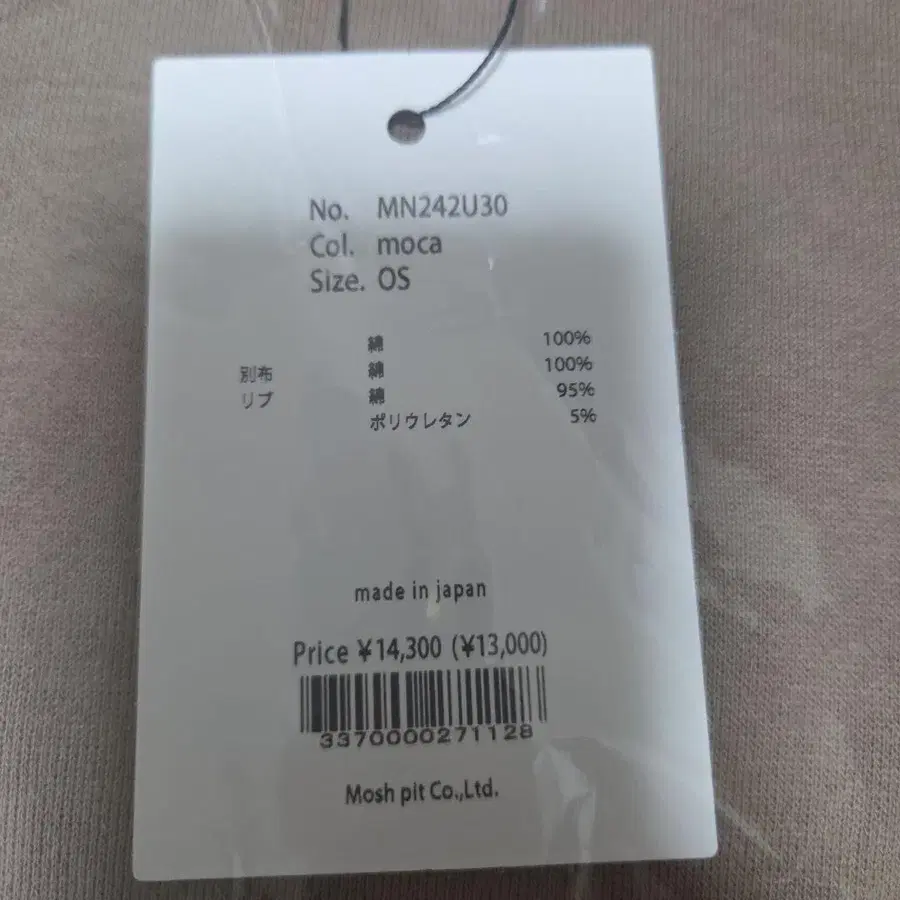 No. MN242U30
Col. moca
Size. OS
綿 100%
別布 綿 100%
リブ 綿 95%
ポリウレタン 5%
made in japan
Price ¥14,300 (¥13,000)
3370000271128
Mosh pit Co.,Ltd.